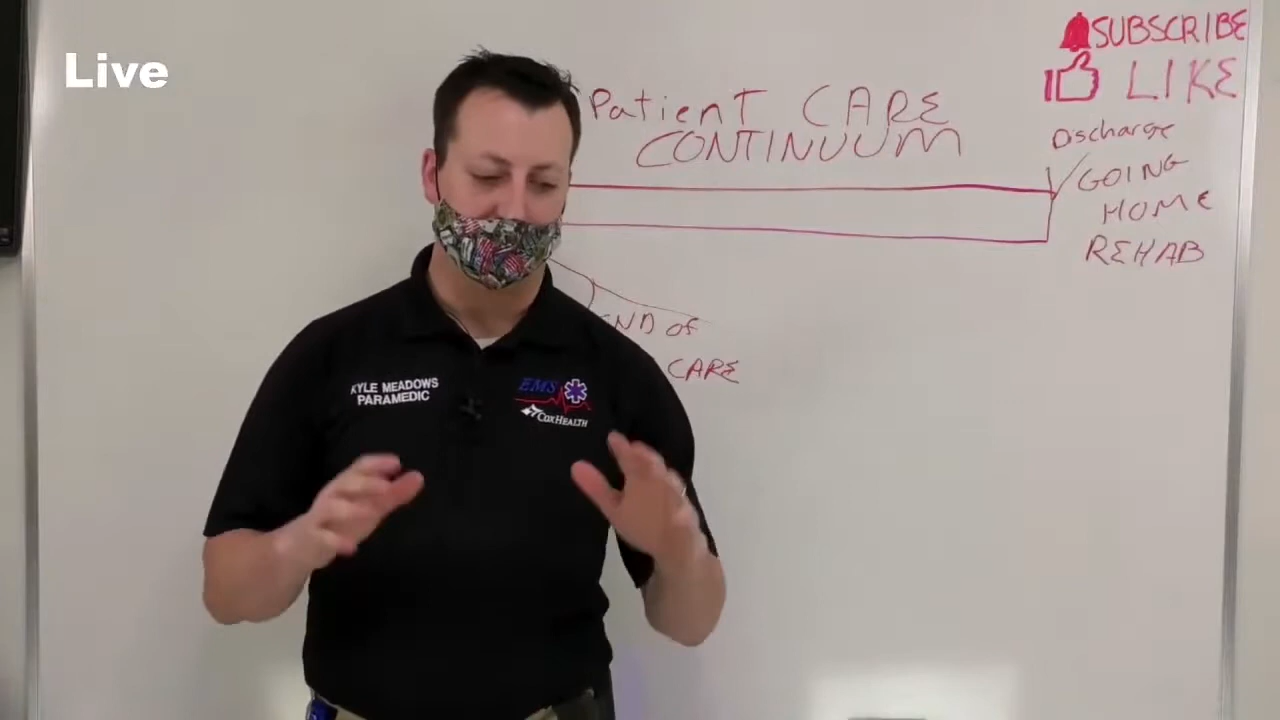 Live
SUBSCRIBE
LIKE
Patient CARE
CONTINUUM
Discharge
GOING
HOME
REHAB
END of
CARE
KYLE MEADOWS
PARAMEDIC
EMS
COXHEALTH